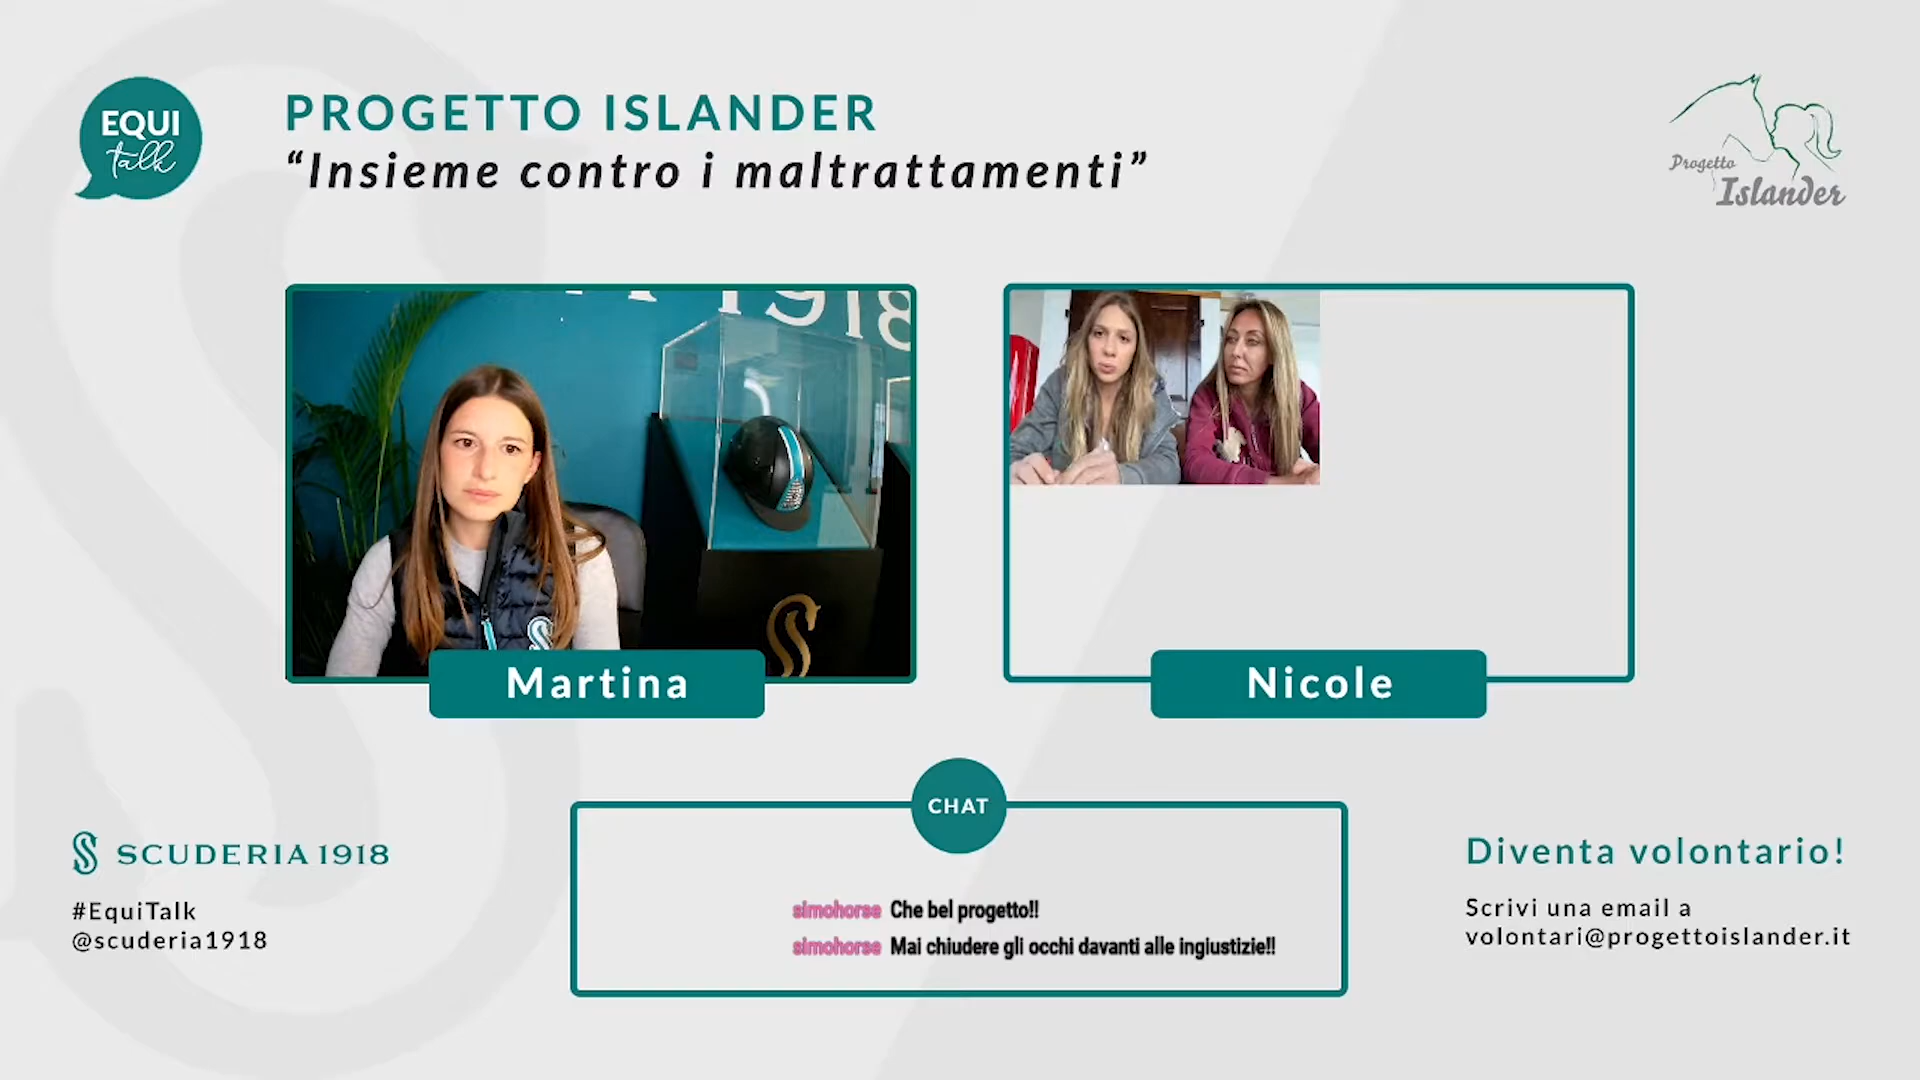 EQUI
talk
PROGETTO ISLANDER
“Insieme contro i maltrattamenti”
Progetto
Islander
1918
Martina
Nicole
CHAT
simohorse Che bel progetto!!
simohorse Mai chiudere gli occhi davanti alle ingiustizie!!
SCUDERIA 1918
#EquiTalk
@scuderia1918
Diventa volontario!
Scrivi una email a
volontari@progettoislander.it